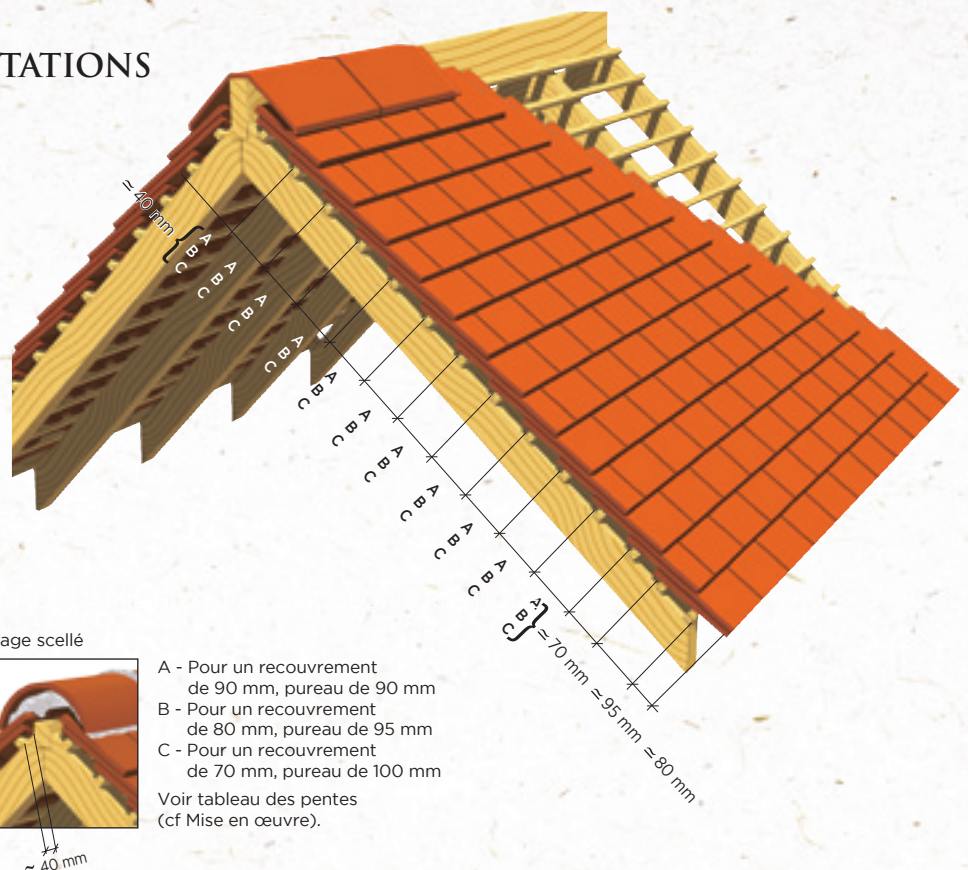 TATIONS
≃ 40 mm
A B C
A B C
A B C
A B C
A B C
A B C
A B C
A B C
A B C
A B C
A B C
≃ 70 mm ≃ 95 mm ≃ 80 mm
age scellé
A - Pour un recouvrement
de 90 mm, pureau de 90 mm
B - Pour un recouvrement
de 80 mm, pureau de 95 mm
C - Pour un recouvrement
de 70 mm, pureau de 100 mm
Voir tableau des pentes
(cf Mise en œuvre).
~ 40 mm